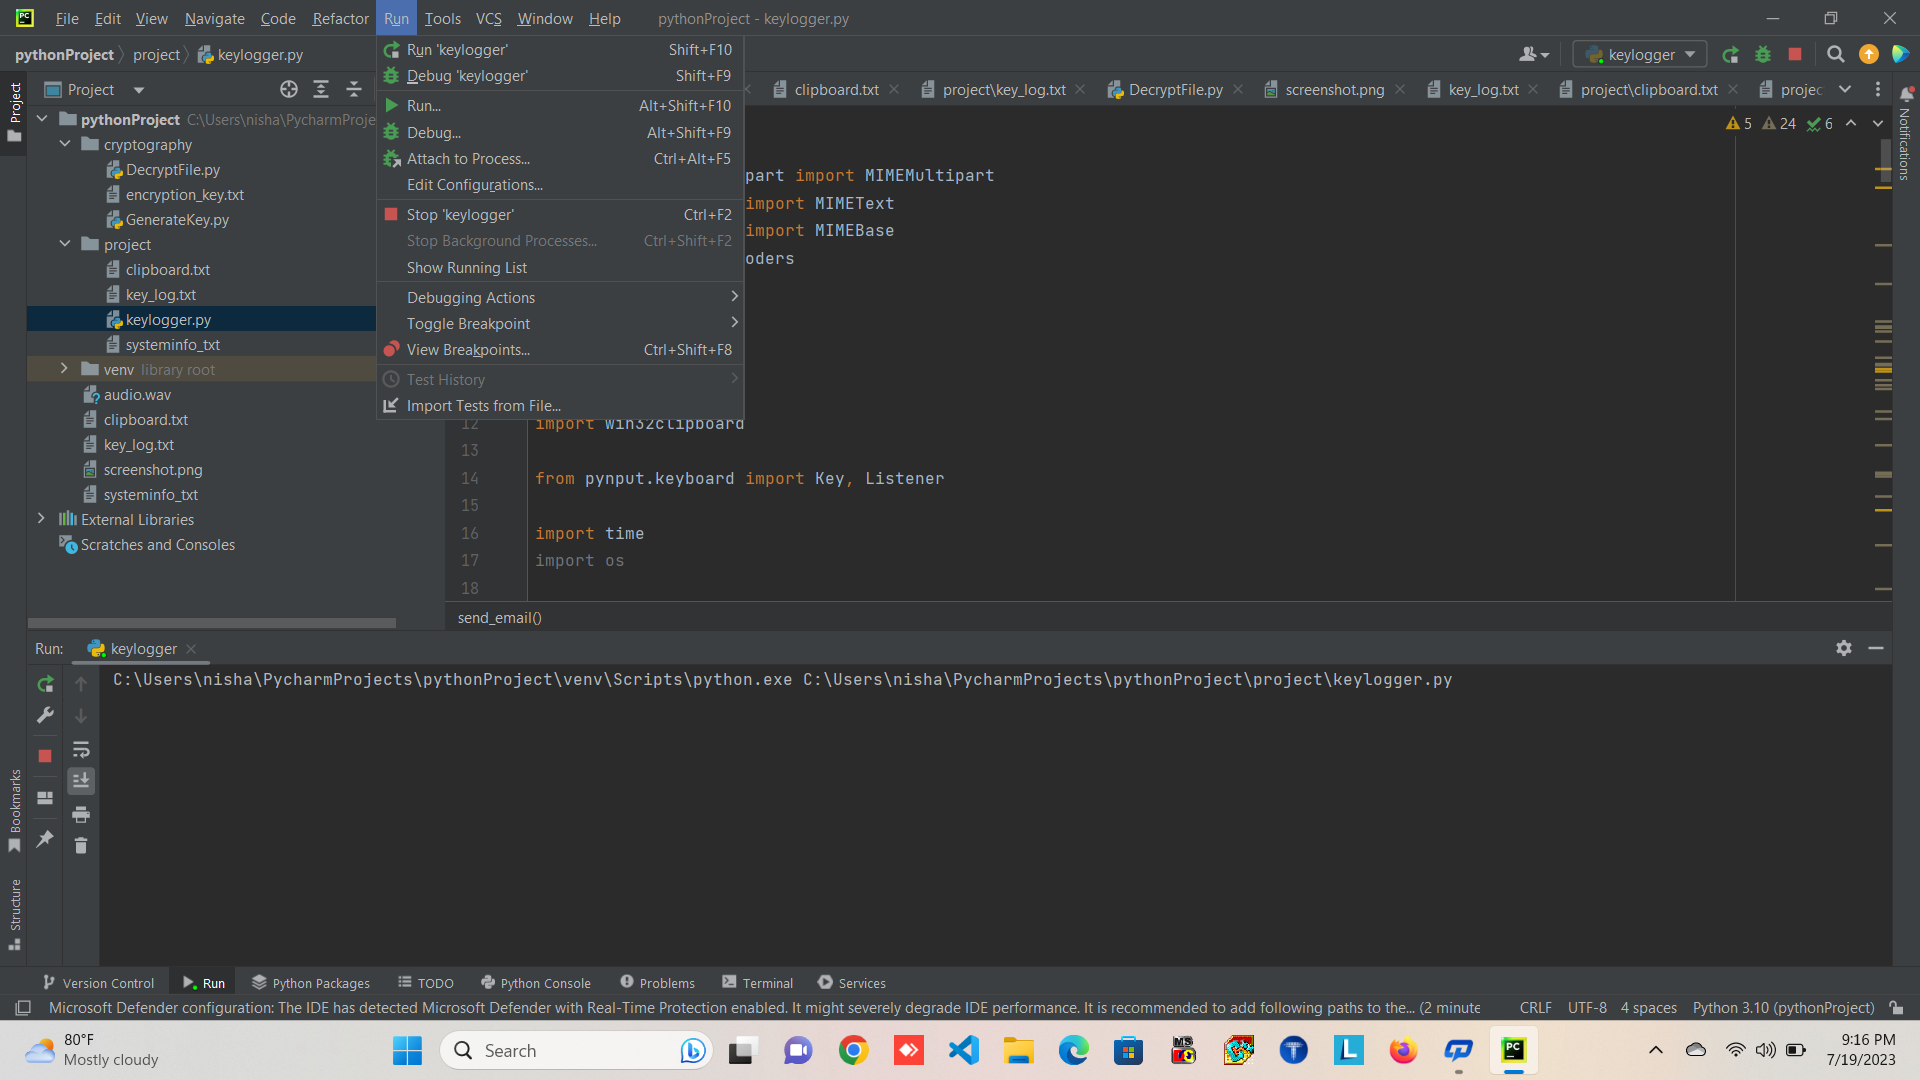 File Edit View Navigate Code Refactor Run Tools VCS Window Help pythonProject - keylogger.py
pythonProject project keylogger.py
keylogger
Project
clipboard.txt project\key_log.txt DecryptFile.py screenshot.png key_log.txt project\clipboard.txt projec
5 24 6
Project
Notifications
pythonProject C:\Users\nisha\PycharmProje
cryptography
DecryptFile.py
encryption_key.txt
GenerateKey.py
project
clipboard.txt
key_log.txt
keylogger.py
systeminfo_txt
venv library root
audio.wav
clipboard.txt
key_log.txt
screenshot.png
systeminfo_txt
External Libraries
Scratches and Consoles
Run 'keylogger' Shift+F10
Debug 'keylogger' Shift+F9
Run... Alt+Shift+F10
Debug... Alt+Shift+F9
Attach to Process... Ctrl+Alt+F5
Edit Configurations...
Stop 'keylogger' Ctrl+F2
Stop Background Processes... Ctrl+Shift+F2
Show Running List
Debugging Actions
Toggle Breakpoint
View Breakpoints... Ctrl+Shift+F8
Test History
Import Tests from File...
part import MIMEMultipart
import MIMEText
import MIMEBase
oders
12 import win32clipboard
13
14 from pynput.keyboard import Key, Listener
15
16 import time
17 import os
18
send_email()
Run: keylogger
C:\Users\nisha\PycharmProjects\pythonProject\venv\Scripts\python.exe C:\Users\nisha\PycharmProjects\pythonProject\project\keylogger.py
Bookmarks
Structure
Version Control Run Python Packages TODO Python Console Problems Terminal Services
Microsoft Defender configuration: The IDE has detected Microsoft Defender with Real-Time Protection enabled. It might severely degrade IDE performance. It is recommended to add following paths to the... (2 minute CRLF UTF-8 4 spaces Python 3.10 (pythonProject)
80°F
Mostly cloudy
Search
9:16 PM
7/19/2023